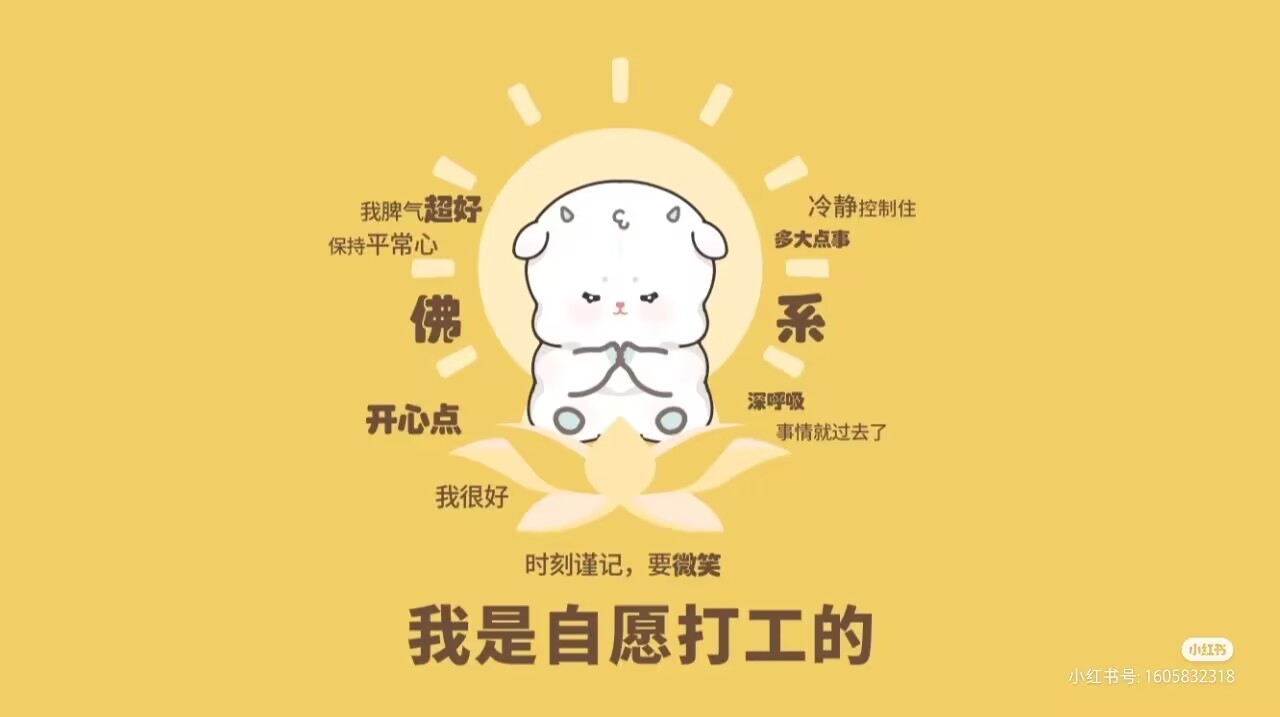 我脾气超好
保持平常心
冷静控制住
多大点事
佛系
开心点
深呼吸
事情就过去了
我很好
时刻谨记，要微笑
我是自愿打工的
小红书
小红书号: 1605832318